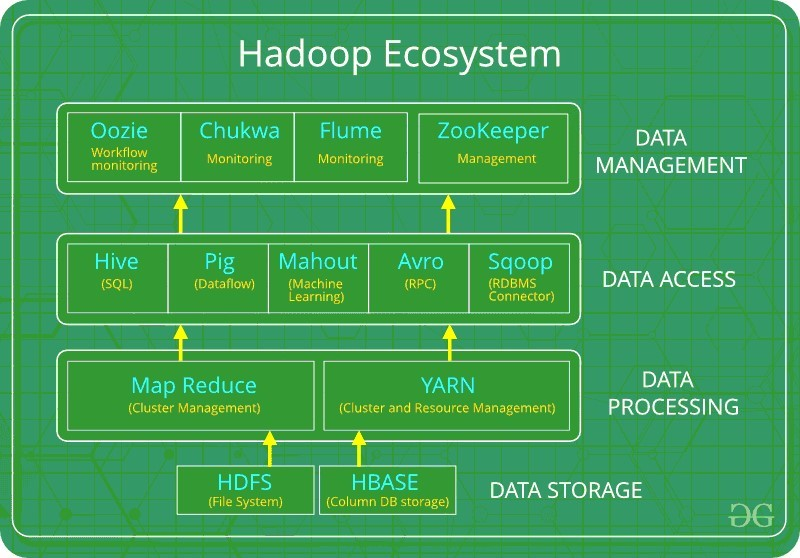 Hadoop Ecosystem
Oozie
Workflow
monitoring
Chukwa
Monitoring
Flume
Monitoring
ZooKeeper
Management
DATA
MANAGEMENT
Hive
(SQL)
Pig
(Dataflow)
Mahout
(Machine
Learning)
Avro
(RPC)
Sqoop
(RDBMS
Connector)
DATA ACCESS
Map Reduce
(Cluster Management)
YARN
(Cluster and Resource Management)
DATA
PROCESSING
HDFS
(File System)
HBASE
(Column DB storage)
DATA STORAGE